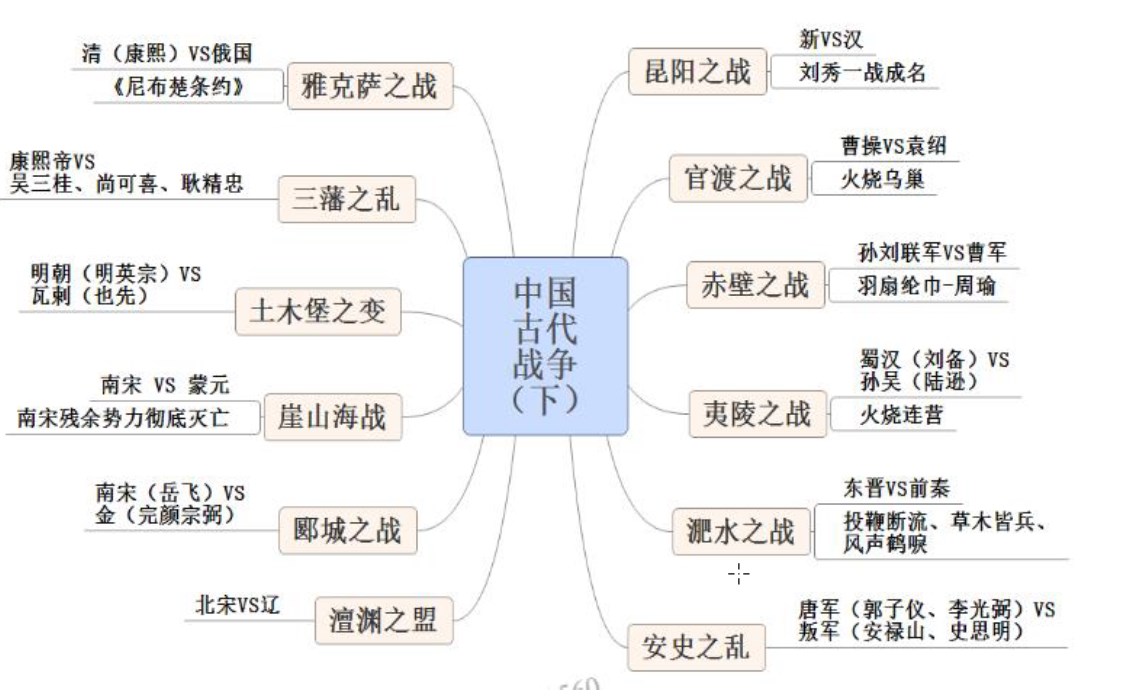 中国
古代
战争
（下）
昆阳之战
新VS汉
刘秀一战成名
官渡之战
曹操VS袁绍
火烧乌巢
赤壁之战
孙刘联军VS曹军
羽扇纶巾-周瑜
夷陵之战
蜀汉（刘备）VS
孙吴（陆逊）
火烧连营
淝水之战
东晋VS前秦
投鞭断流、草木皆兵、
风声鹤唳
安史之乱
唐军（郭子仪、李光弼）VS
叛军（安禄山、史思明）
雅克萨之战
清（康熙）VS俄国
《尼布楚条约》
三藩之乱
康熙帝VS
吴三桂、尚可喜、耿精忠
土木堡之变
明朝（明英宗）VS
瓦剌（也先）
崖山海战
南宋 VS 蒙元
南宋残余势力彻底灭亡
郾城之战
南宋（岳飞）VS
金（完颜宗弼）
澶渊之盟
北宋VS辽